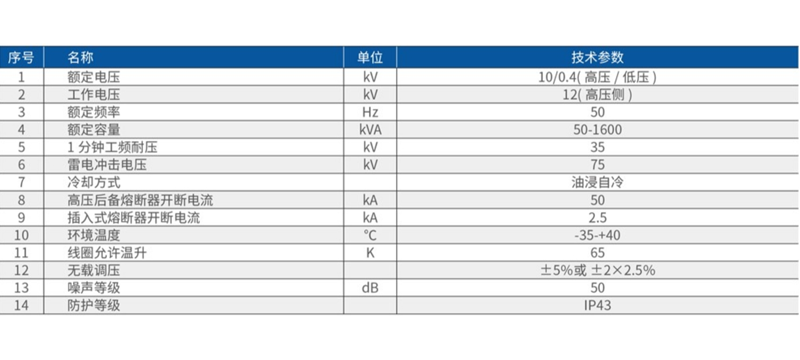 序号 名称 单位 技术参数
1 额定电压 kV 10/0.4( 高压 / 低压 )
2 工作电压 kV 12( 高压侧 )
3 额定频率 Hz 50
4 额定容量 kVA 50-1600
5 1 分钟工频耐压 kV 35
6 雷电冲击电压 kV 75
7 冷却方式 油浸自冷
8 高压后备熔断器开断电流 kA 50
9 插入式熔断器开断电流 kA 2.5
10 环境温度 ℃ -35-+40
11 线圈允许温升 K 65
12 无载调压 ±5%或 ±2×2.5%
13 噪声等级 dB 50
14 防护等级 IP43